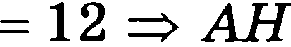 = 12 ⇒ AH